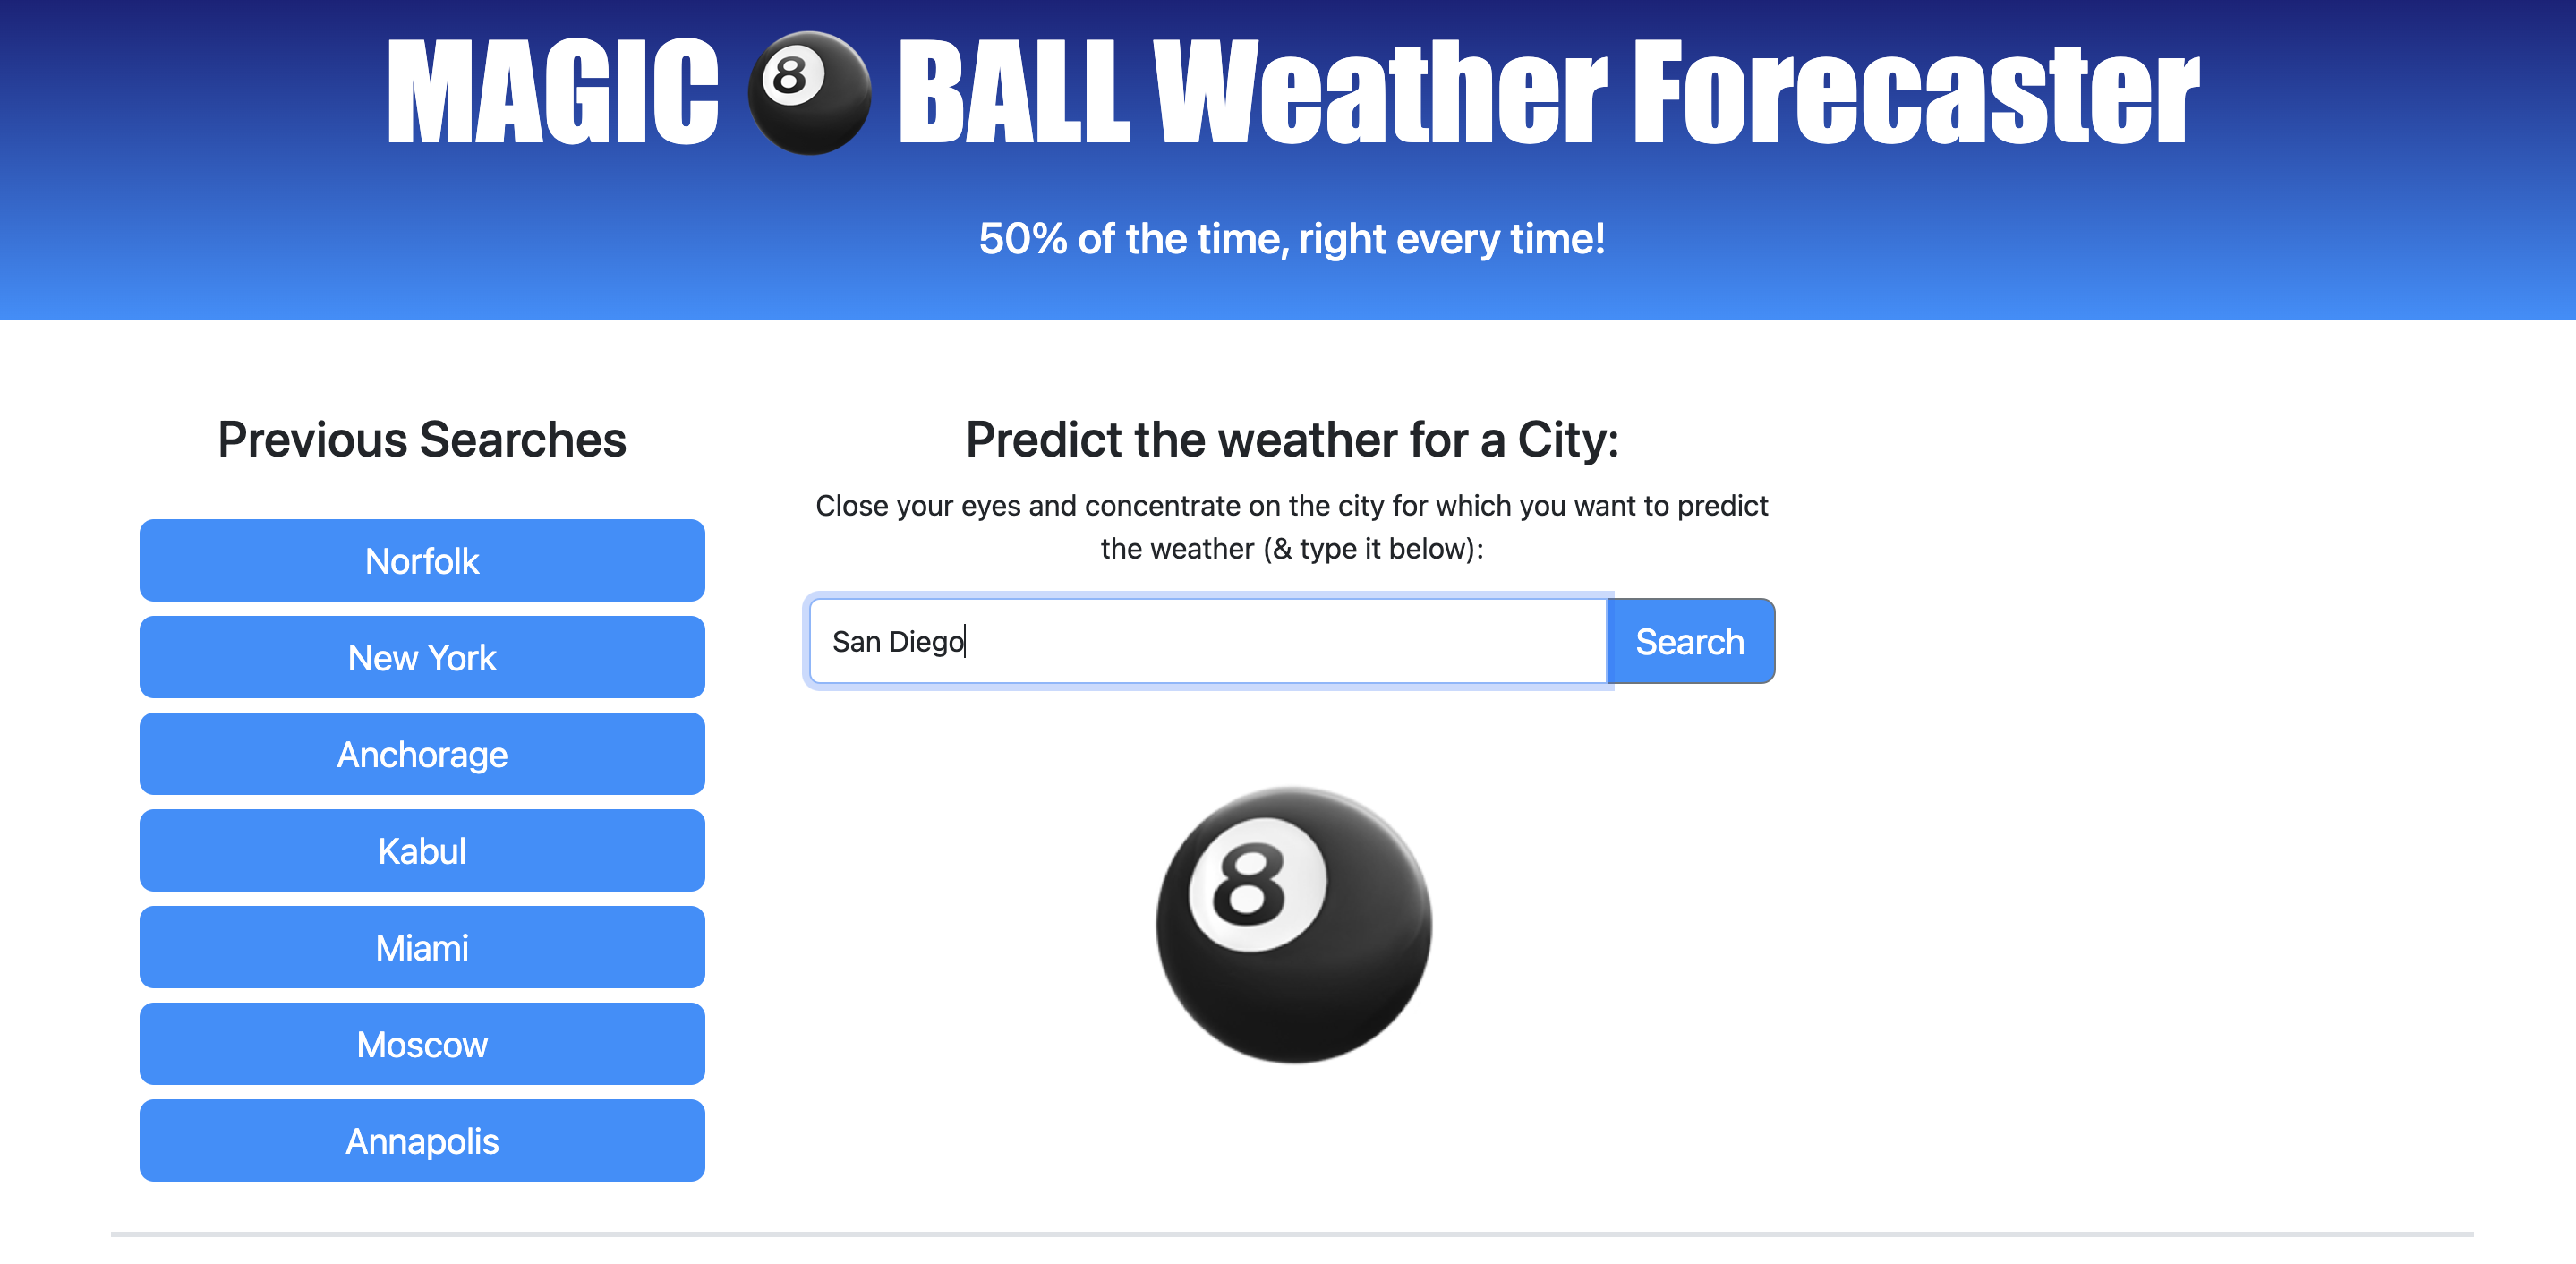 MAGIC 8 BALL Weather Forecaster
50% of the time, right every time!
Previous Searches
Norfolk
New York
Anchorage
Kabul
Miami
Moscow
Annapolis
Predict the weather for a City:
Close your eyes and concentrate on the city for which you want to predict
the weather (& type it below):
San Diego
Search
8